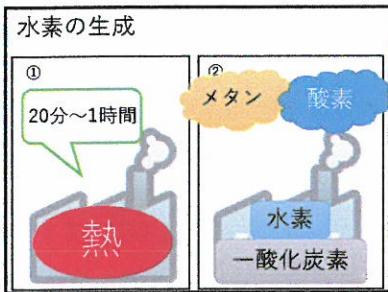 水素の生成
①
20分～1時間
熱
②
メタン
酸素
水素
一酸化炭素